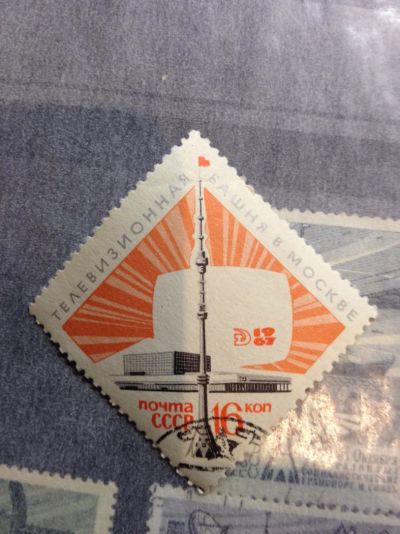 ТЕЛЕВИЗИОННАЯ
БАШНЯ В МОСКВЕ
19
67
почта
СССР
16 коп